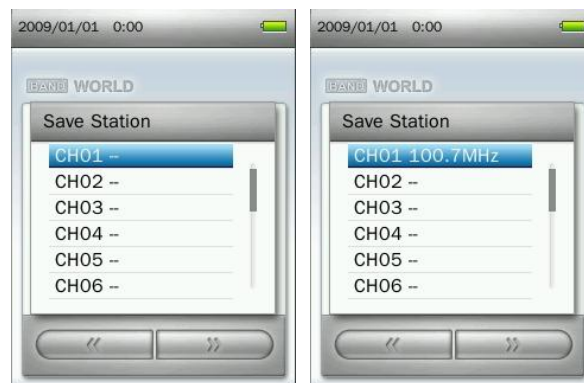 2009/01/01 0:00
BAND WORLD
Save Station
CH01 --
CH02 --
CH03 --
CH04 --
CH05 --
CH06 --
2009/01/01 0:00
BAND WORLD
Save Station
CH01 100.7MHz
CH02 --
CH03 --
CH04 --
CH05 --
CH06 --